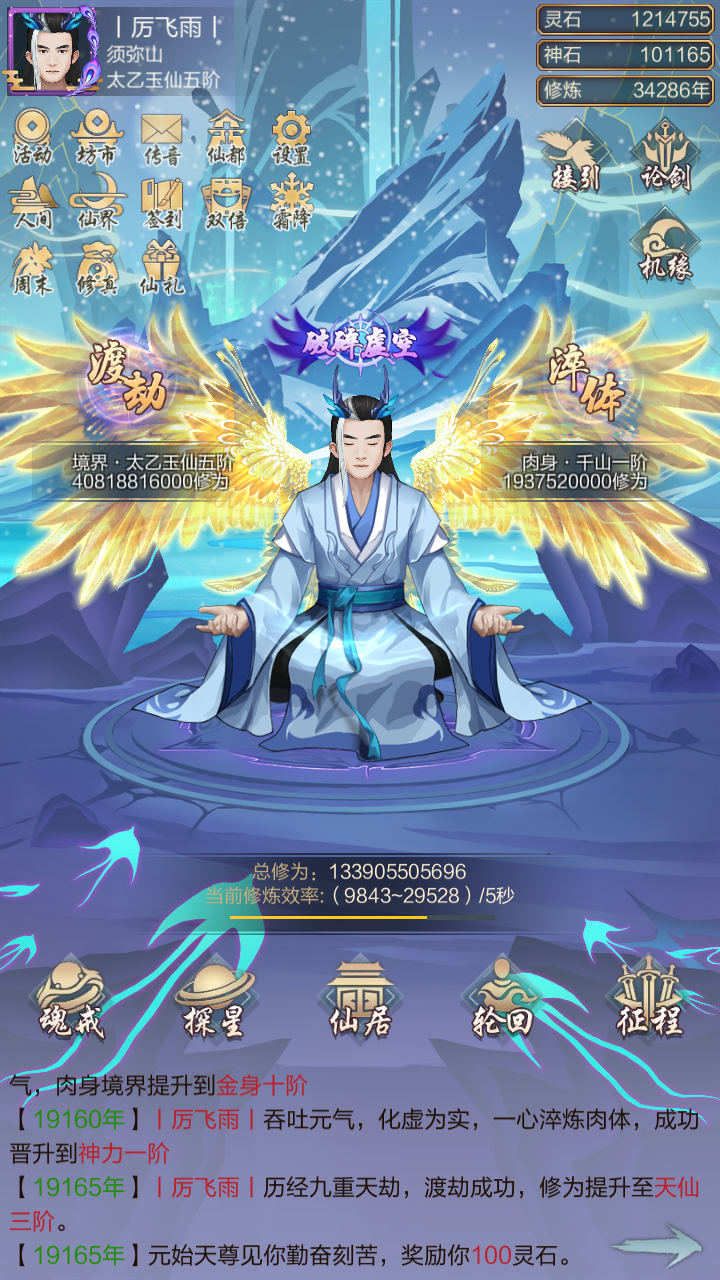 丨厉飞雨丨
须弥山
太乙玉仙五阶
灵石 1214755
神石 101165
修炼 34286年
活动 坊市 传音 仙都 设置
接引 论剑
人间 仙界 签到 双倍 霜降
机缘
周末 修真 仙礼
破碎虚空
渡劫 淬体
境界·太乙玉仙五阶
40818816000修为
肉身·千山一阶
1937520000修为
总修为：133905505696
当前修炼效率:（9843~29528）/5秒
魂戒 探星 仙居 轮回 征程
气，肉身境界提升到金身十阶
【19160年】丨厉飞雨丨吞吐元气，化虚为实，一心淬炼肉体，成功
晋升到神力一阶
【19165年】丨厉飞雨丨历经九重天劫，渡劫成功，修为提升至天仙
三阶。
【19165年】元始天尊见你勤奋刻苦，奖励你100灵石。